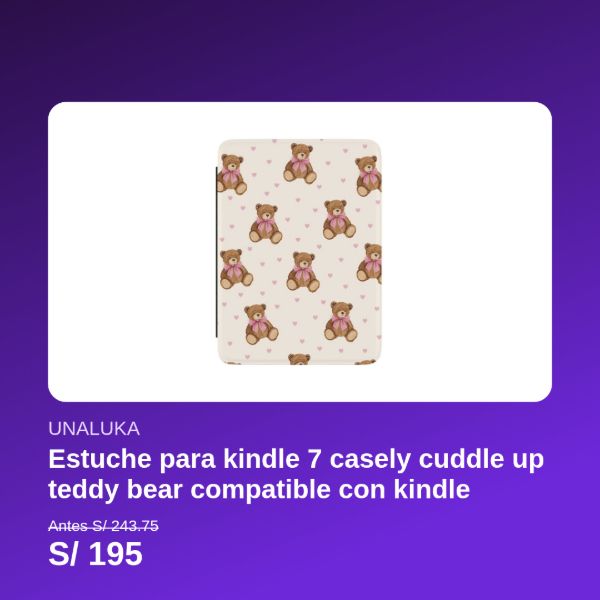 UNALUKA
Estuche para kindle 7 casely cuddle up
teddy bear compatible con kindle
Antes S/ 243.75
S/ 195